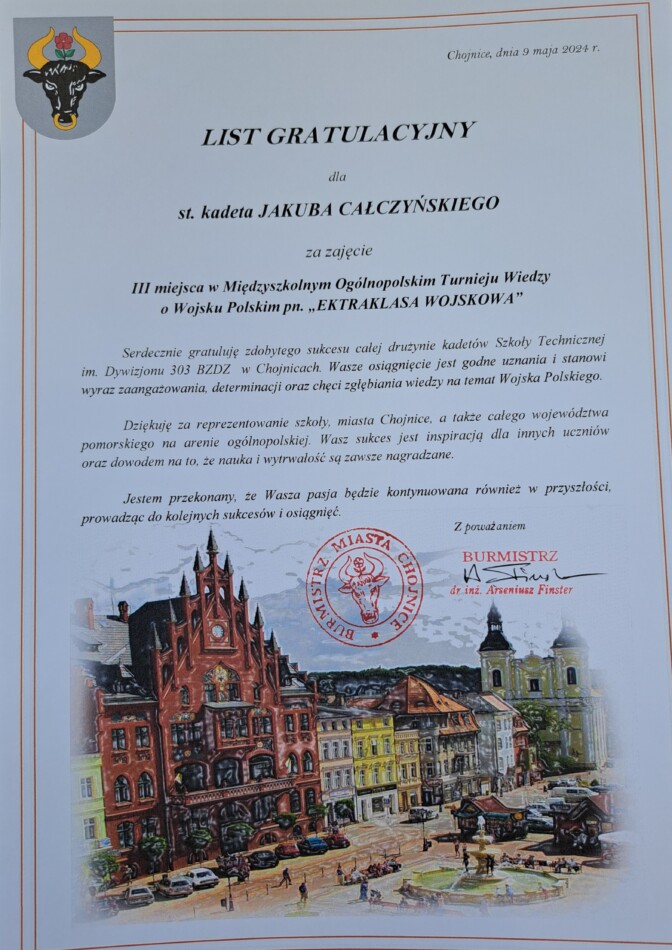 Chojnice, dnia 9 maja 2024 r.
LIST GRATULACYJNY
dla
st. kadeta JAKUBA CAŁCZYŃSKIEGO
za zajęcie
III miejsca w Międzyszkolnym Ogólnopolskim Turnieju Wiedzy
o Wojsku Polskim pn. „EKTRAKLASA WOJSKOWA”
Serdecznie gratuluję zdobytego sukcesu całej drużynie kadetów Szkoły Technicznej
im. Dywizjonu 303 BZDZ w Chojnicach. Wasze osiągnięcie jest godne uznania i stanowi
wyraz zaangażowania, determinacji oraz chęci zgłębiania wiedzy na temat Wojska Polskiego.
Dziękuję za reprezentowanie szkoły, miasta Chojnice, a także całego województwa
pomorskiego na arenie ogólnopolskiej. Wasz sukces jest inspiracją dla innych uczniów
oraz dowodem na to, że nauka i wytrwałość są zawsze nagradzane.
Jestem przekonany, że Wasza pasja będzie kontynuowana również w przyszłości,
prowadząc do kolejnych sukcesów i osiągnięć.
Z poważaniem
BURMISTRZ MIASTA CHOJNICE
BURMISTRZ
dr inż. Arseniusz Finster